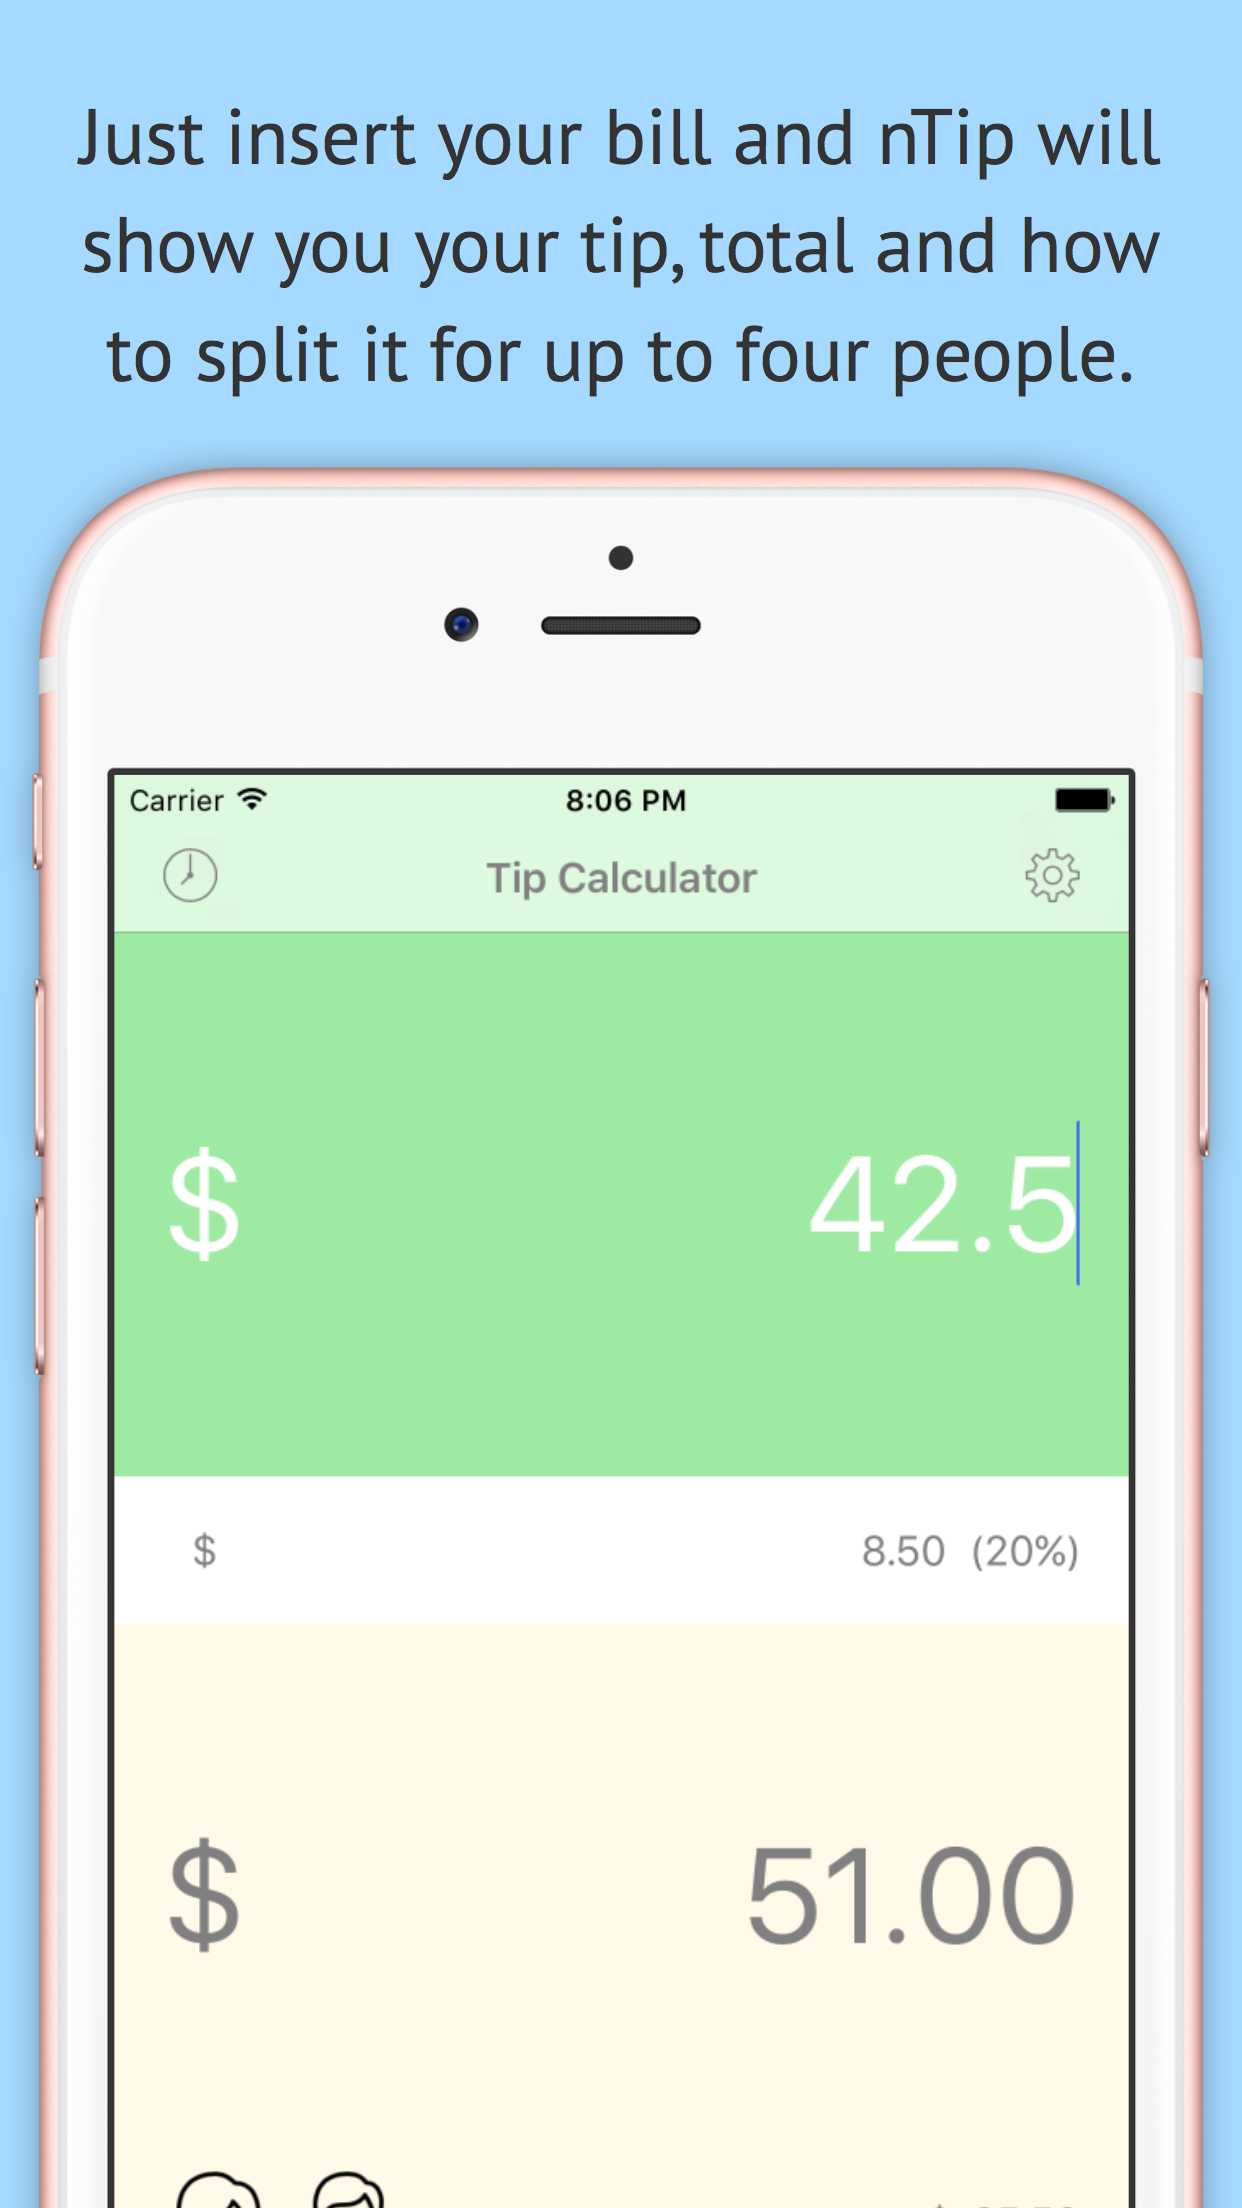 Just insert your bill and nTip will
show you your tip, total and how
to split it for up to four people.
Carrier 8:06 PM
Tip Calculator
$ 42.5
$ 8.50 (20%)
$ 51.00